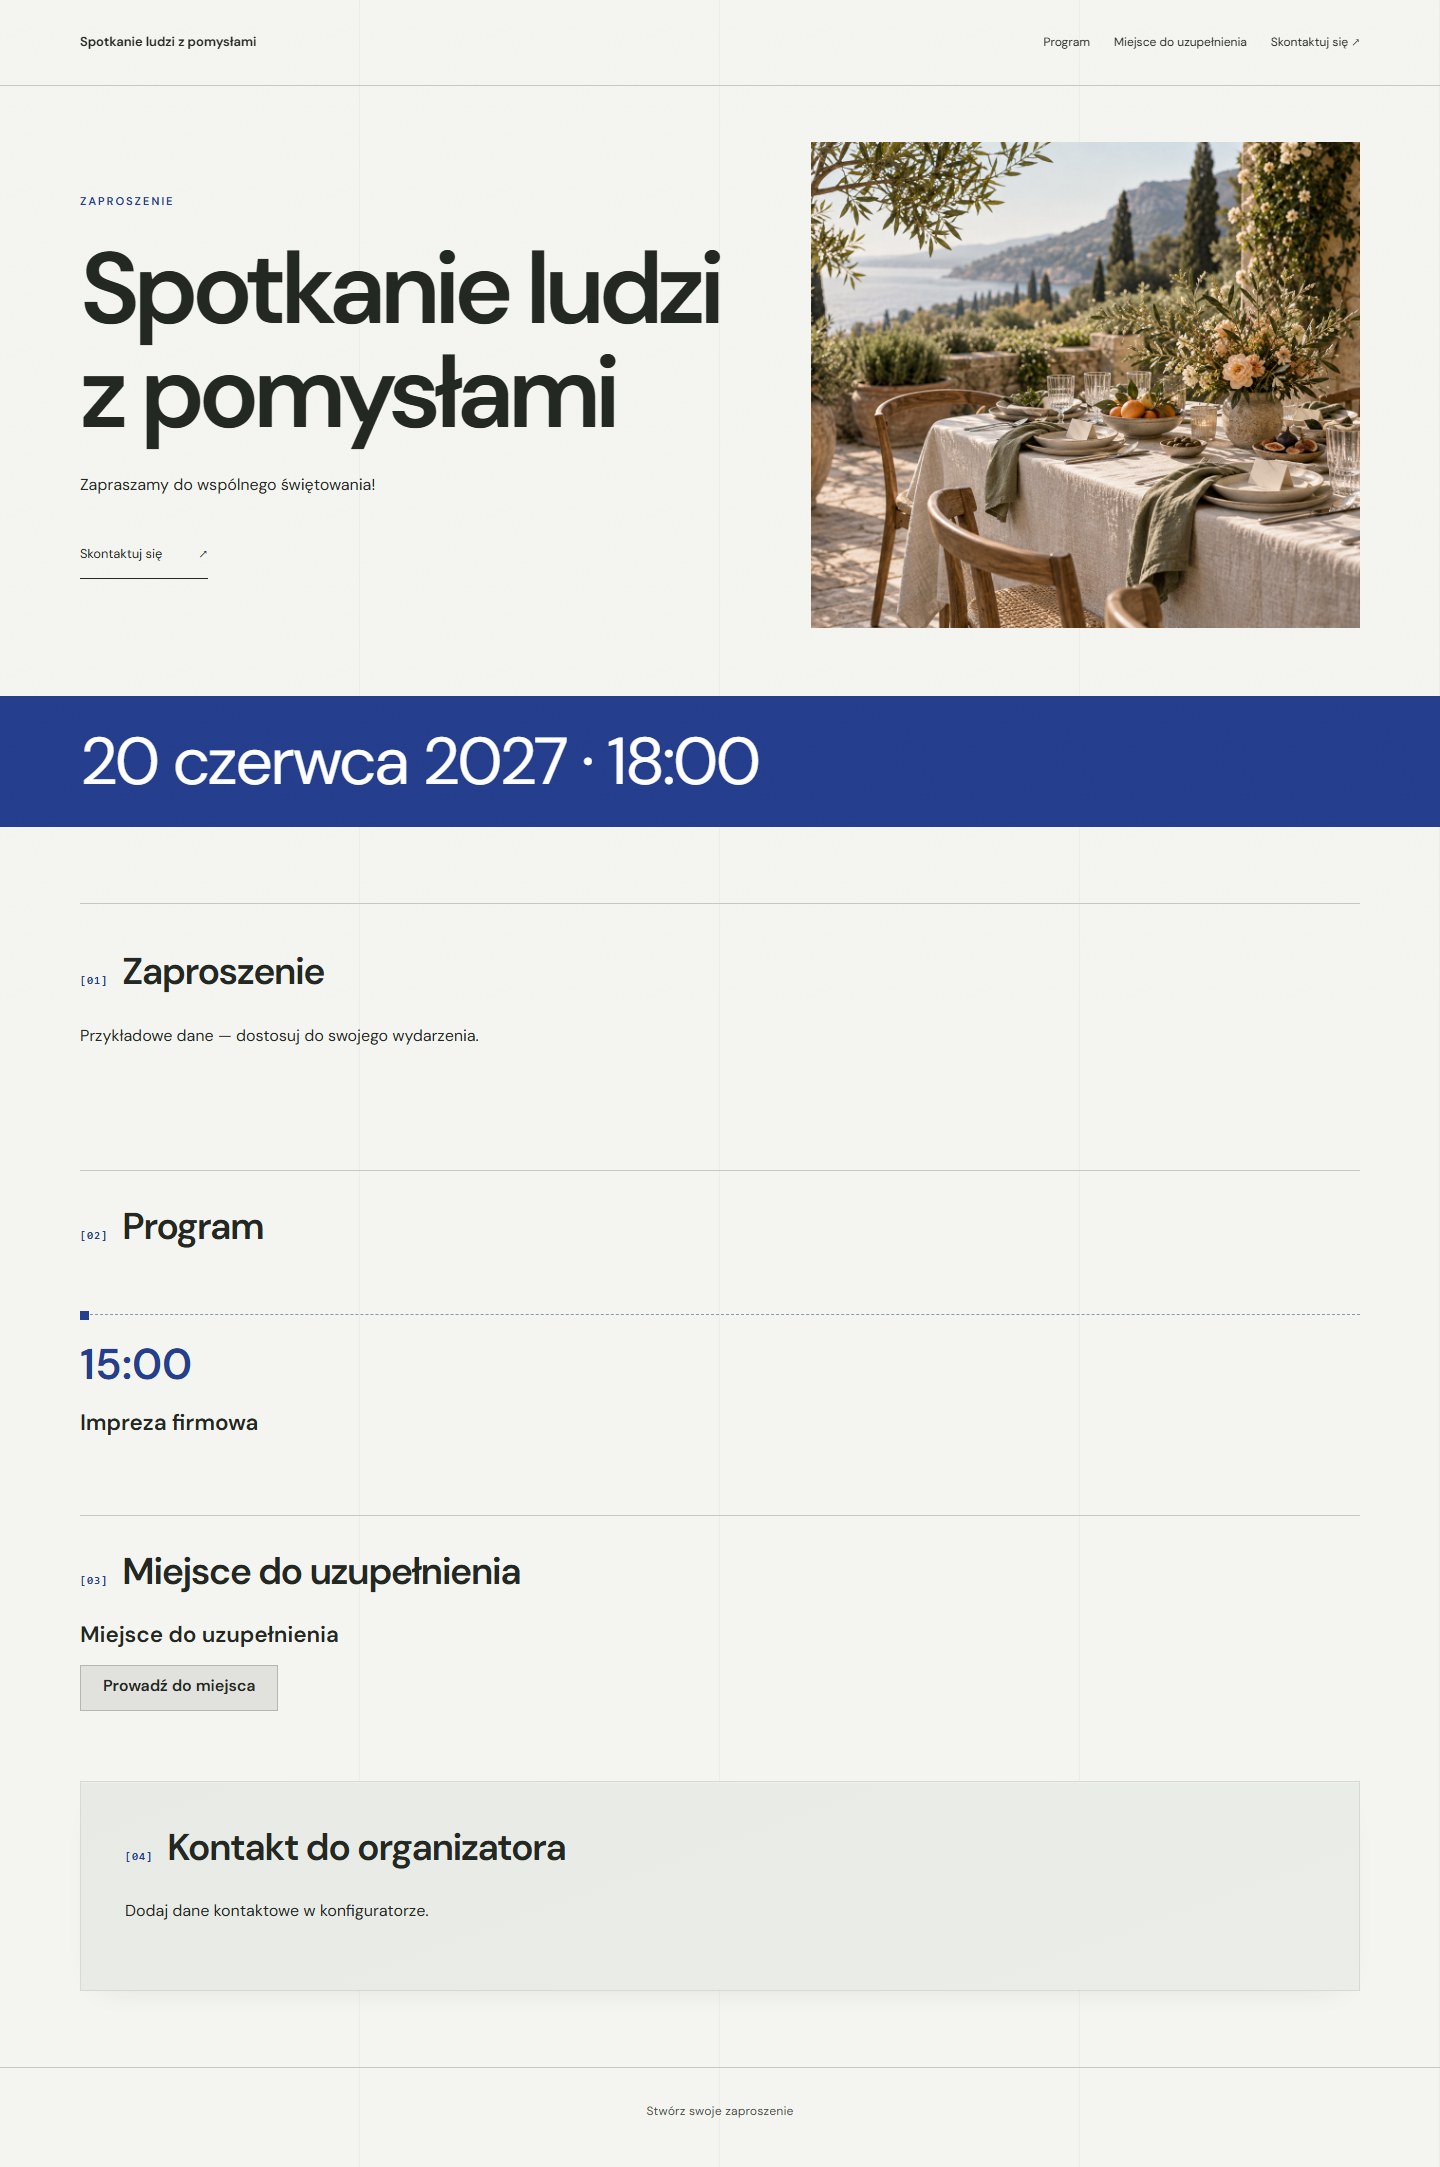 Spotkanie ludzi z pomysłami
Program
Miejsce do uzupełnienia
Skontaktuj się ↗
ZAPROSZENIE
Spotkanie ludzi
z pomysłami
Zapraszamy do wspólnego świętowania!
Skontaktuj się ↗
20 czerwca 2027 · 18:00
[01] Zaproszenie
Przykładowe dane — dostosuj do swojego wydarzenia.
[02] Program
15:00
Impreza firmowa
[03] Miejsce do uzupełnienia
Miejsce do uzupełnienia
Prowadź do miejsca
[04] Kontakt do organizatora
Dodaj dane kontaktowe w konfiguratorze.
Stwórz swoje zaproszenie